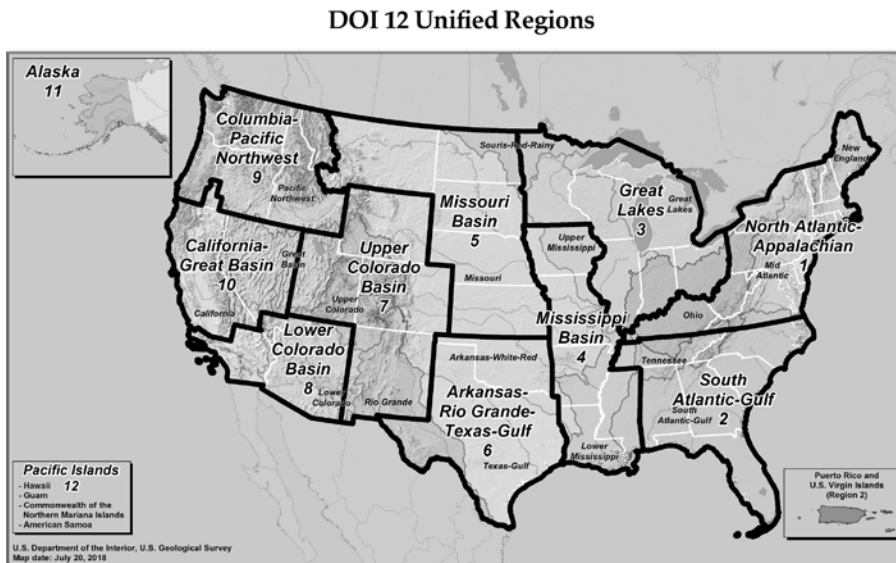 DOI 12 Unified Regions
Alaska
11
Columbia-
Pacific
Northwest
9
Pacific
Northwest
Souris-Red-Rainy
New
England
Missouri
Basin
5
Great
Lakes
3
Great
Lakes
North Atlantic-
Appalachian
1
Mid
Atlantic
California-
Great Basin
10
Great
Basin
California
Upper
Colorado
Basin
7
Upper
Colorado
Upper
Mississippi
Missouri
Mississippi
Basin
4
Ohio
Lower
Colorado
Basin
8
Lower
Colorado
Rio Grande
Arkansas-White-Red
Arkansas-
Rio Grande-
Texas-Gulf
6
Texas-Gulf
Tennessee
South
Atlantic-Gulf
2
South
Atlantic-Gulf
Lower
Mississippi
Pacific Islands
12
- Hawaii
- Guam
- Commonwealth of the
Northern Mariana Islands
- American Samoa
Puerto Rico and
U.S. Virgin Islands
(Region 2)
U.S. Department of the Interior, U.S. Geological Survey
Map date: July 20, 2018